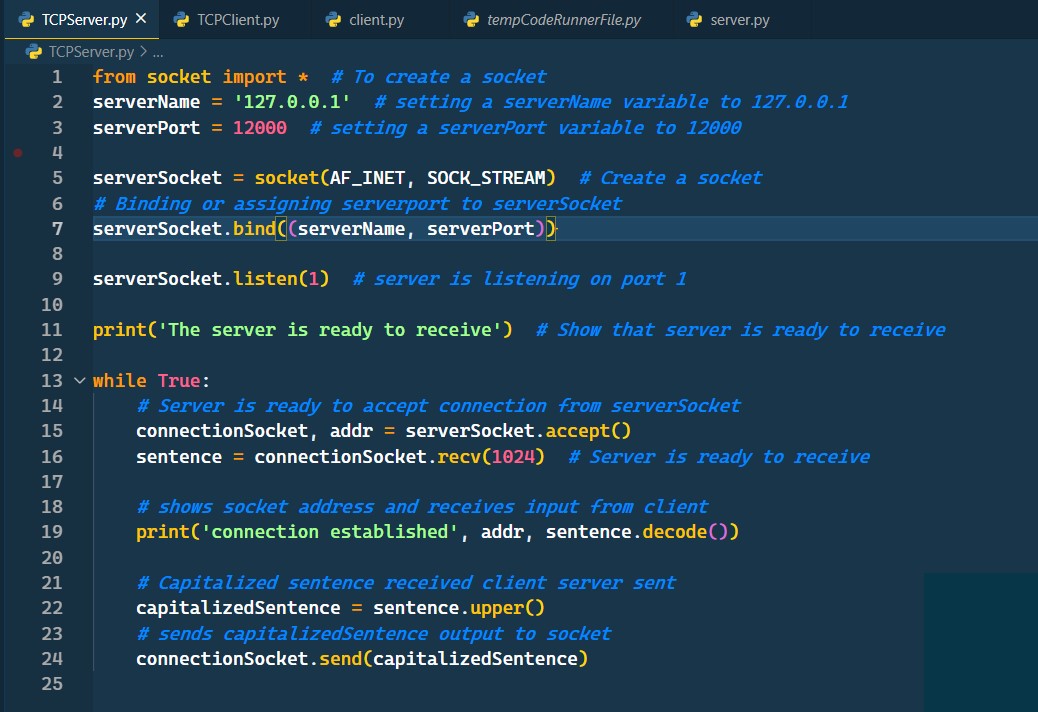 TCPServer.py × TCPClient.py client.py tempCodeRunnerFile.py server.py
TCPServer.py > ...
1 from socket import *  # To create a socket
2 serverName = '127.0.0.1'  # setting a serverName variable to 127.0.0.1
3 serverPort = 12000  # setting a serverPort variable to 12000
4
5 serverSocket = socket(AF_INET, SOCK_STREAM)  # Create a socket
6 # Binding or assigning serverport to serverSocket
7 serverSocket.bind((serverName, serverPort))
8
9 serverSocket.listen(1)  # server is listening on port 1
10
11 print('The server is ready to receive')  # Show that server is ready to receive
12
13 while True:
14     # Server is ready to accept connection from serverSocket
15     connectionSocket, addr = serverSocket.accept()
16     sentence = connectionSocket.recv(1024)  # Server is ready to receive
17
18     # shows socket address and receives input from client
19     print('connection established', addr, sentence.decode())
20
21     # Capitalized sentence received client server sent
22     capitalizedSentence = sentence.upper()
23     # sends capitalizedSentence output to socket
24     connectionSocket.send(capitalizedSentence)
25